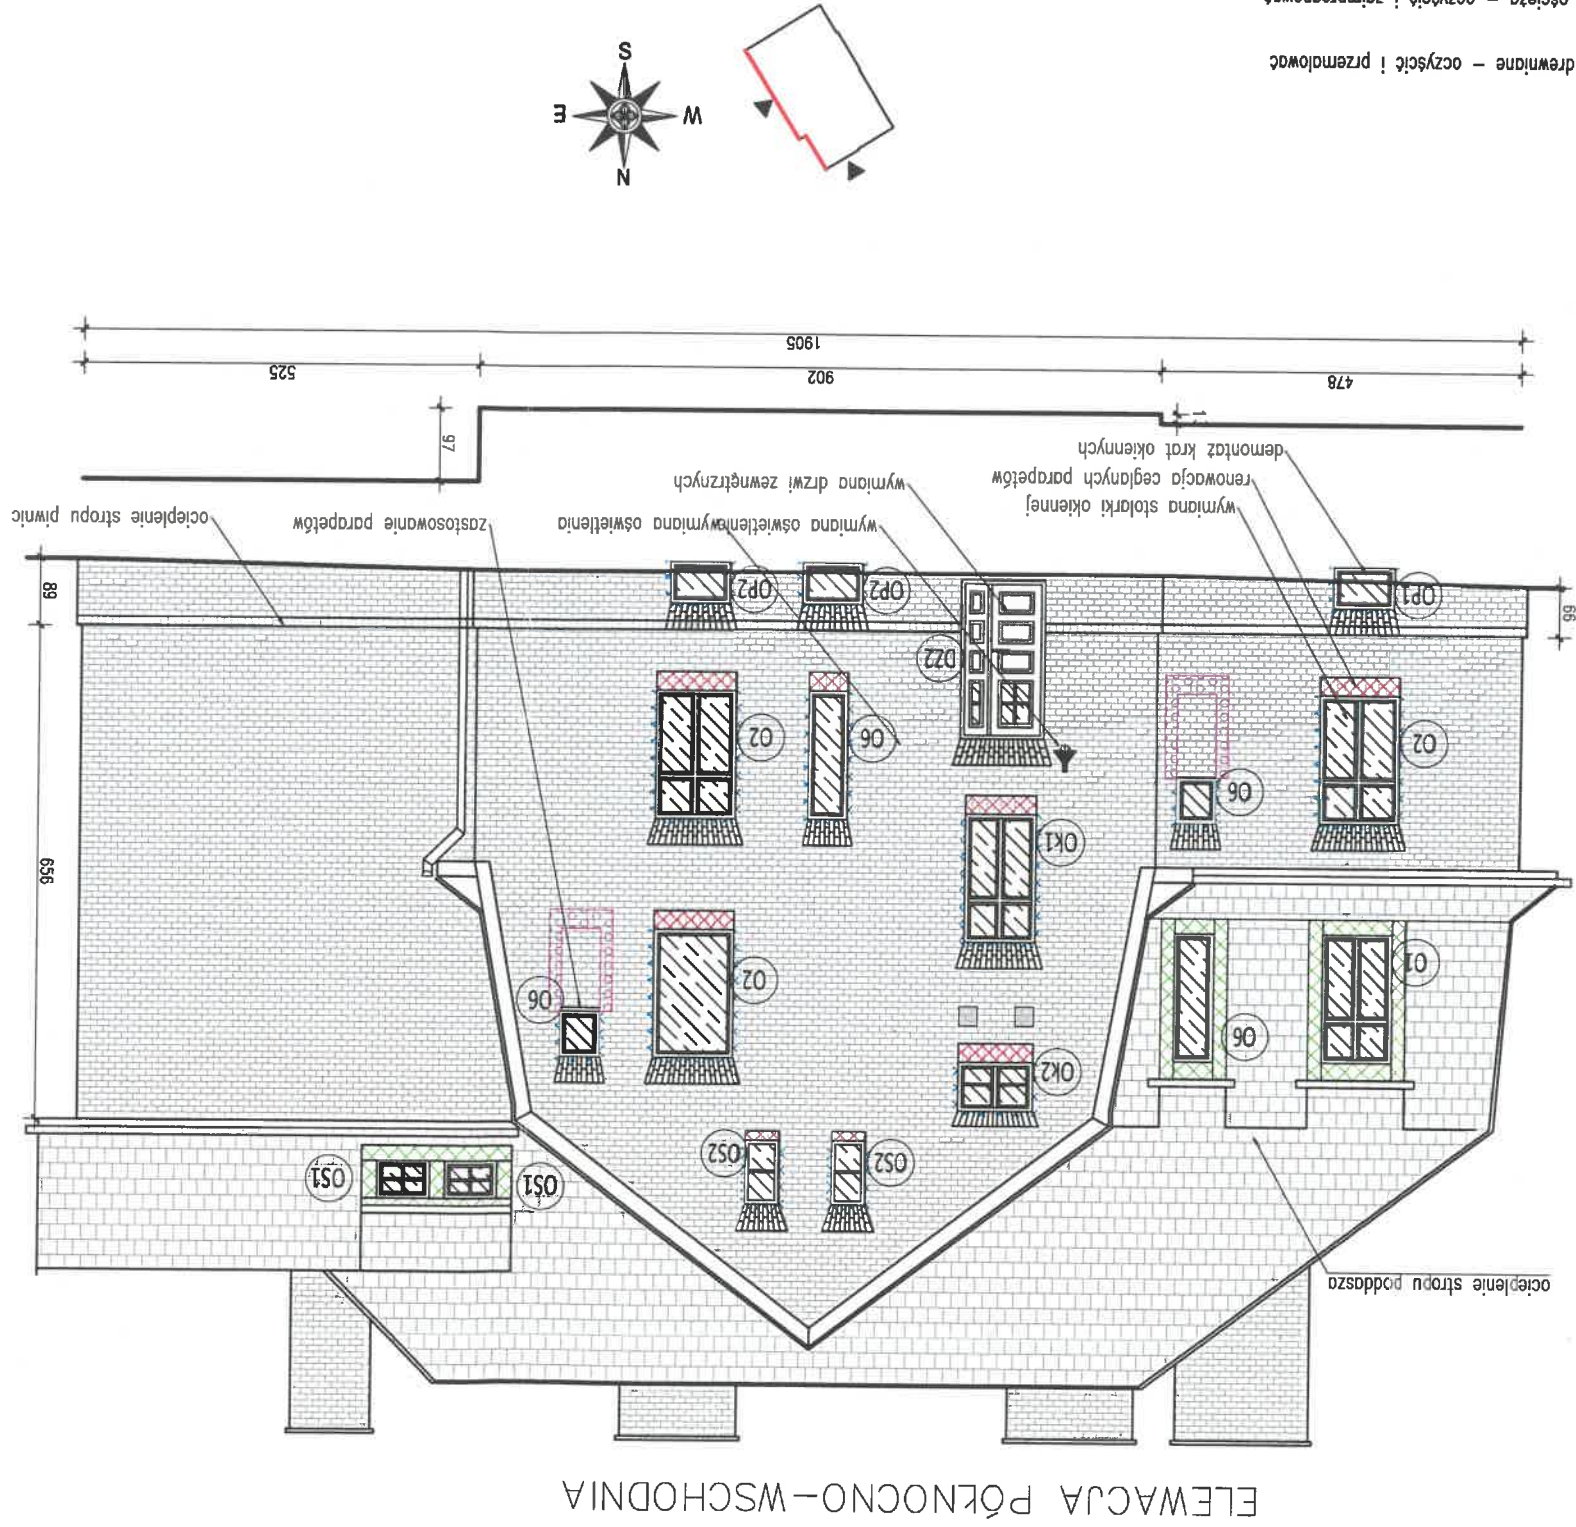 ELEWACJA PÓŁNOCNO-WSCHODNIA
ocieplenie stropu poddasza
OS2
OS2
OS1
OS1
Ok2
O1
O6
O2
O6
Ok1
O2
O6
DZ2
O6
O2
OP1
OP2
OP2
656
89
66
wymiana stolarki okiennej
renowacja ceglanych parapetów
demontaż krat okiennych
wymiana oświetlenia
wymiana oświetlenia
wymiana drzwi zewnętrznych
zastosowanie parapetów
ocieplenie stropu piwnic
97
478
902
525
1905
N
W
E
S
drewniane – oczyścić i przemalować